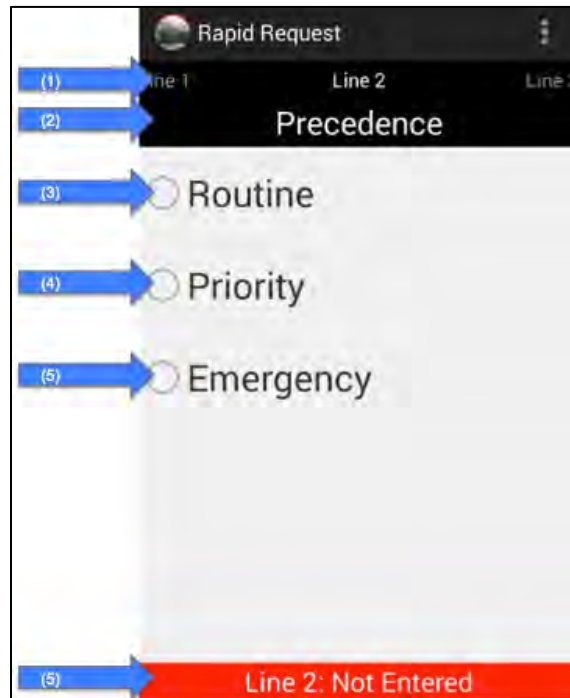 Rapid Request
(1) ine 1 Line 2 Line
(2) Precedence
(3) Routine
(4) Priority
(5) Emergency
(5) Line 2: Not Entered